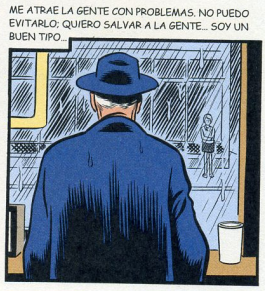 ME ATRAE LA GENTE CON PROBLEMAS. NO PUEDO
EVITARLO; QUIERO SALVAR A LA GENTE... SOY UN
BUEN TIPO...